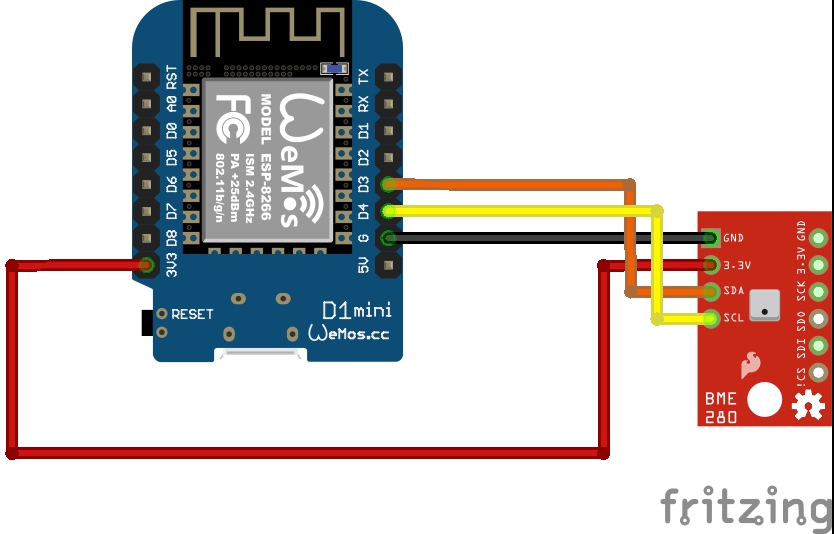 RST
A0
D0
D5
D6
D7
D8
3V3
TX
RX
D1
D2
D3
D4
G
5V
WeMos
MODEL ESP-8266
ISM 2.4GHz
PA +25dBm
802.11b/g/n
FC
RESET
D1mini
WeMos.cc
GND
3.3V
SDA
SCL
GND
3.3V
SCK
SDO
SDI
!CS
BME
280
fritzing